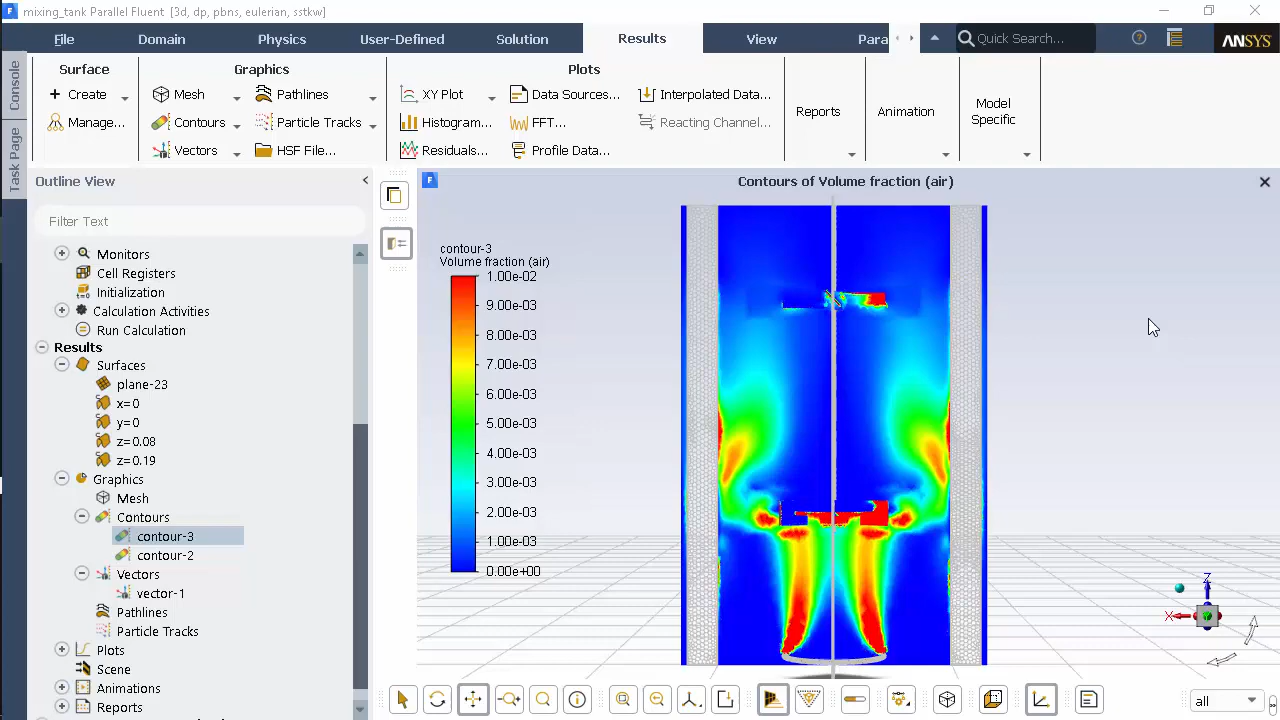 mixing_tank Parallel Fluent [3d, dp, pbns, eulerian, sstkw]
File Domain Physics User-Defined Solution Results View Para
Quick Search...
ANSYS
Console
Task Page
Surface
Create
Manage...
Graphics
Mesh
Contours
Vectors
Pathlines
Particle Tracks
HSF File...
Plots
XY Plot
Histogram...
Residuals...
Data Sources...
FFT...
Profile Data...
Interpolated Data...
Reacting Channel...
Reports
Animation
Model
Specific
Outline View
Filter Text
Monitors
Cell Registers
Initialization
Calculation Activities
Run Calculation
Results
Surfaces
plane-23
x=0
y=0
z=0.08
z=0.19
Graphics
Mesh
Contours
contour-3
contour-2
Vectors
vector-1
Pathlines
Particle Tracks
Plots
Scene
Animations
Reports
Contours of Volume fraction (air)
contour-3
Volume fraction (air)
1.00e-02
9.00e-03
8.00e-03
7.00e-03
6.00e-03
5.00e-03
4.00e-03
3.00e-03
2.00e-03
1.00e-03
0.00e+00
Z
X
all